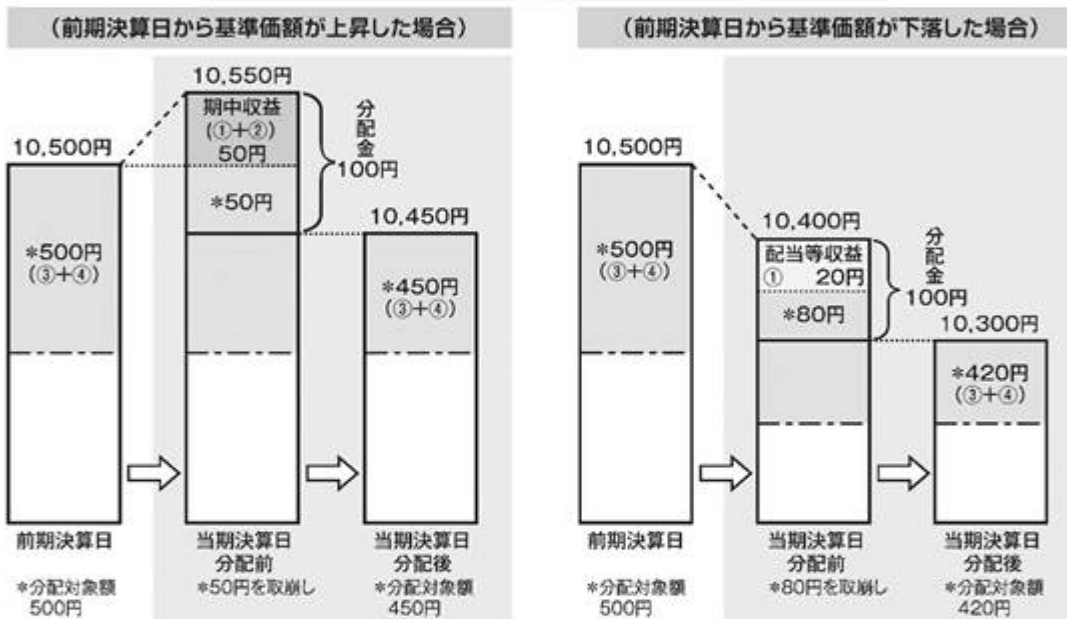 (前期決算日から基準価額が上昇した場合)
10,550円
期中収益
(①+②)
50円
*50円
分配金
100円
10,500円
*500円
(③+④)
10,450円
*450円
(③+④)
前期決算日
*分配対象額
500円
当期決算日
分配前
*50円を取崩し
当期決算日
分配後
*分配対象額
450円
(前期決算日から基準価額が下落した場合)
10,500円
*500円
(③+④)
10,400円
配当等収益
① 20円
*80円
分配金
100円
10,300円
*420円
(③+④)
前期決算日
*分配対象額
500円
当期決算日
分配前
*80円を取崩し
当期決算日
分配後
*分配対象額
420円